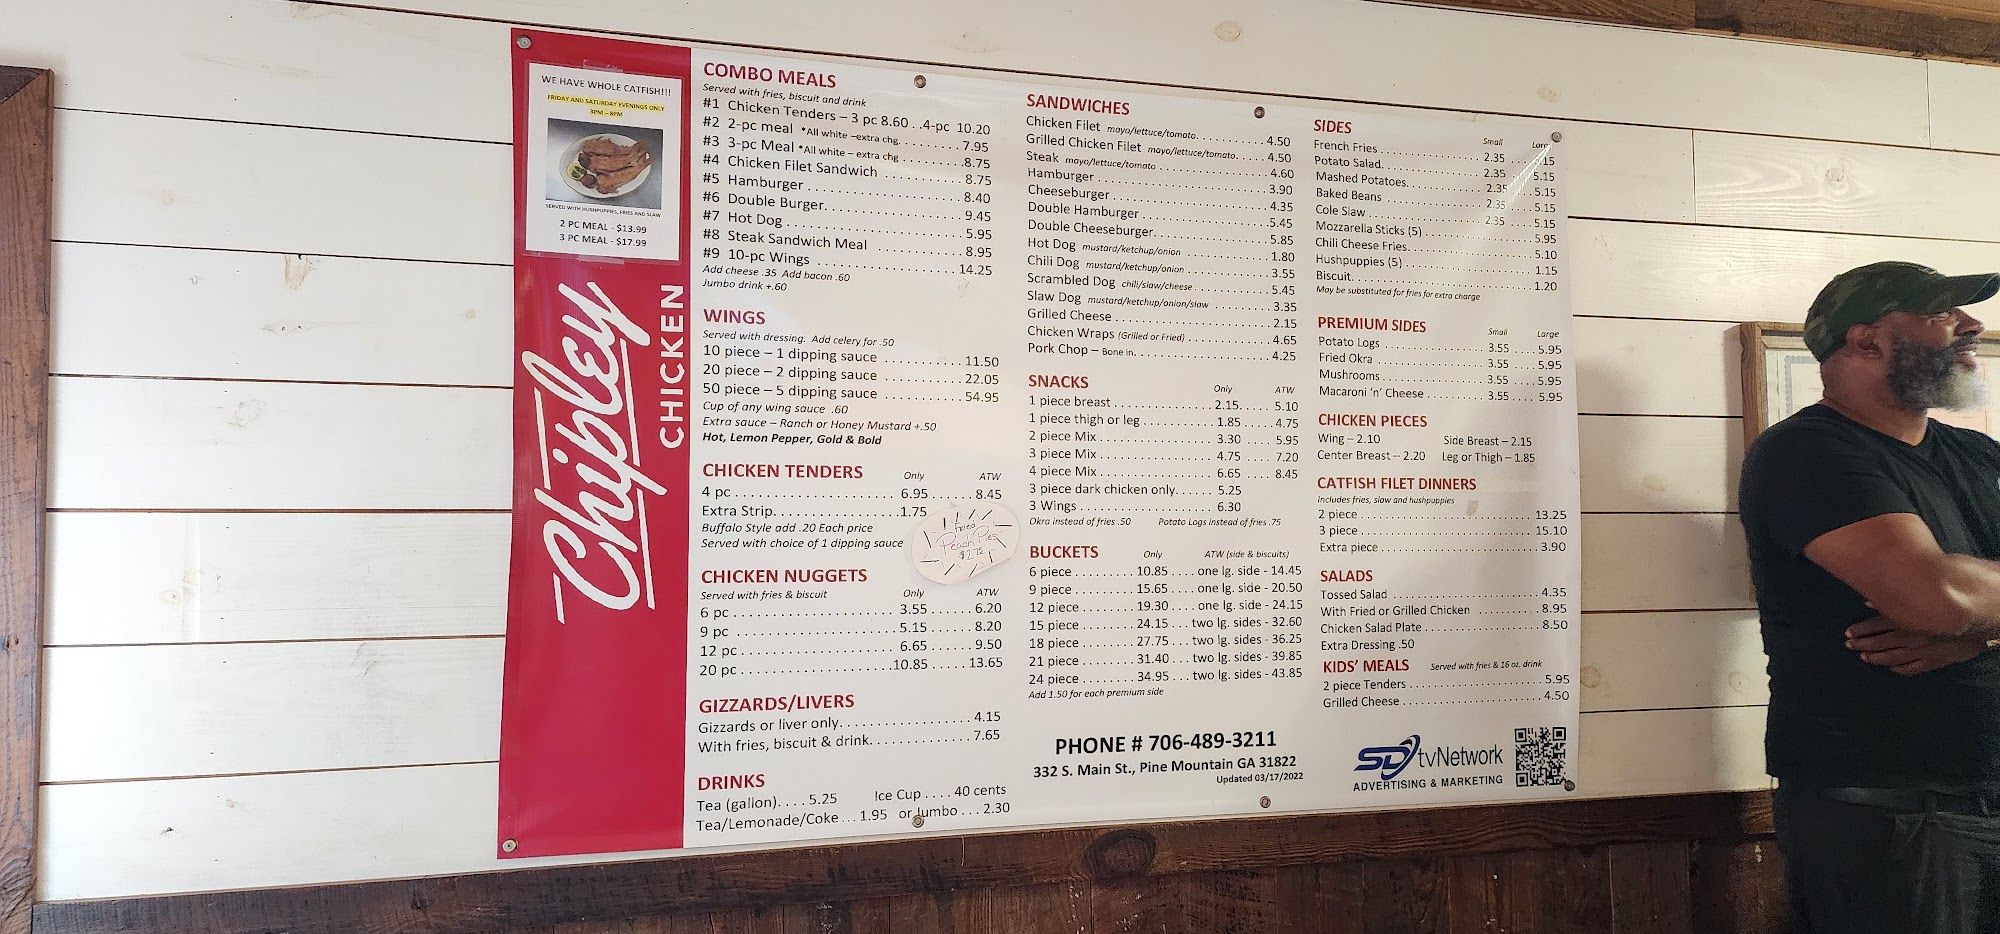 WE HAVE WHOLE CATFISH!!!
FRIDAY AND SATURDAY EVENINGS ONLY
3PM – 8PM
SERVED WITH HUSHPUPPIES, FRIES AND SLAW
2 PC MEAL - $13.99
3 PC MEAL - $17.99
Chipley
CHICKEN
COMBO MEALS
Served with fries, biscuit and drink
#1 Chicken Tenders – 3 pc 8.60 . .4-pc 10.20
#2 2-pc meal *All white –extra chg. . . . . . . . . 7.95
#3 3-pc Meal *All white – extra chg . . . . . . . .8.75
#4 Chicken Filet Sandwich . . . . . . . . . . 8.75
#5 Hamburger . . . . . . . . . . . . . . . . . . . 8.40
#6 Double Burger. . . . . . . . . . . . . . . . . 9.45
#7 Hot Dog . . . . . . . . . . . . . . . . . . . . . . 5.95
#8 Steak Sandwich Meal . . . . . . . . . . . 8.95
#9 10-pc Wings . . . . . . . . . . . . . . . . . . 14.25
Add cheese .35 Add bacon .60
Jumbo drink +.60
WINGS
Served with dressing. Add celery for .50
10 piece – 1 dipping sauce . . . . . . . . . . 11.50
20 piece – 2 dipping sauce . . . . . . . . . . 22.05
50 piece – 5 dipping sauce . . . . . . . . . . 54.95
Cup of any wing sauce .60
Extra sauce – Ranch or Honey Mustard +.50
Hot, Lemon Pepper, Gold & Bold
CHICKEN TENDERS Only ATW
4 pc . . . . . . . . . . . . . . . . . . . . 6.95 . . . . . . 8.45
Extra Strip. . . . . . . . . . . . . . . .1.75
Buffalo Style add .20 Each price
Served with choice of 1 dipping sauce
Fried
Peach Pies
CHICKEN NUGGETS
Served with fries & biscuit Only ATW
6 pc . . . . . . . . . . . . . . . . . . . . 3.55 . . . . . . 6.20
9 pc . . . . . . . . . . . . . . . . . . . . 5.15 . . . . . . 8.20
12 pc . . . . . . . . . . . . . . . . . . . 6.65 . . . . . 9.50
20 pc . . . . . . . . . . . . . . . . . . .10.85 . . . . . 13.65
GIZZARDS/LIVERS
Gizzards or liver only. . . . . . . . . . . . . . . . 4.15
With fries, biscuit & drink. . . . . . . . . . . . . 7.65
DRINKS
Tea (gallon). . . . 5.25 Ice Cup . . . . 40 cents
Tea/Lemonade/Coke . . . 1.95 or Jumbo . . . 2.30
SANDWICHES
Chicken Filet mayo/lettuce/tomato. . . . . . . . . . 4.50
Grilled Chicken Filet mayo/lettuce/tomato. . . . . 4.50
Steak mayo/lettuce/tomato . . . . . . . . . . . . . . 4.60
Hamburger . . . . . . . . . . . . . . . . . . . . . . 3.90
Cheeseburger . . . . . . . . . . . . . . . . . . . . 4.35
Double Hamburger . . . . . . . . . . . . . . . . .5.45
Double Cheeseburger. . . . . . . . . . . . . . . 5.85
Hot Dog mustard/ketchup/onion . . . . . . . . . . . 1.80
Chili Dog mustard/ketchup/onion . . . . . . . . . . . 3.55
Scrambled Dog chili/slaw/cheese . . . . . . . . . . 5.45
Slaw Dog mustard/ketchup/onion/slaw . . . . . . . . 3.35
Grilled Cheese . . . . . . . . . . . . . . . . . . . . 2.15
Chicken Wraps (Grilled or Fried) . . . . . . . . . . . 4.65
Pork Chop – Bone in. . . . . . . . . . . . . . . . . . 4.25
SNACKS Only ATW
1 piece breast . . . . . . . . . . . . . . 2.15. . . . . 5.10
1 piece thigh or leg . . . . . . . . . . . 1.85 . . . . 4.75
2 piece Mix . . . . . . . . . . . . . . . . 3.30 . . . . 5.95
3 piece Mix . . . . . . . . . . . . . . . . 4.75 . . . . 7.20
4 piece Mix . . . . . . . . . . . . . . . . 6.65 . . . . 8.45
3 piece dark chicken only. . . . . . 5.25
3 Wings . . . . . . . . . . . . . . . . . . . 6.30
Okra instead of fries .50 Potato Logs instead of fries .75
BUCKETS Only ATW (side & biscuits)
6 piece . . . . . . . . . 10.85 . . . . one lg. side - 14.45
9 piece . . . . . . . . . 15.65 . . . . one lg. side - 20.50
12 piece . . . . . . . . 19.30 . . . . one lg. side - 24.15
15 piece . . . . . . . . 24.15 . . . two lg. sides - 32.60
18 piece . . . . . . . . 27.75 . . . two lg. sides - 36.25
21 piece . . . . . . . . 31.40 . . . two lg. sides - 39.85
24 piece . . . . . . . . 34.95 . . . two lg. sides - 43.85
Add 1.50 for each premium side
PHONE # 706-489-3211
332 S. Main St., Pine Mountain GA 31822
Updated 03/17/2022
SIDES Small Large
French Fries . . . . . . . . . . . . . . 2.35 . . . . 5.15
Potato Salad. . . . . . . . . . . . . . 2.35 . . . . 5.15
Mashed Potatoes. . . . . . . . . . . 2.35 . . . . 5.15
Baked Beans . . . . . . . . . . . . . 2.35 . . . . 5.15
Cole Slaw . . . . . . . . . . . . . . . 2.35 . . . . 5.15
Mozzarella Sticks (5) . . . . . . . . . . . . . . . 5.95
Chili Cheese Fries. . . . . . . . . . . . . . . . . 5.10
Hushpuppies (5) . . . . . . . . . . . . . . . . . . 1.15
Biscuit. . . . . . . . . . . . . . . . . . . . . . . . . 1.20
May be substituted for fries for extra charge
PREMIUM SIDES Small Large
Potato Logs . . . . . . . . . . . . . . 3.55 . . . . 5.95
Fried Okra . . . . . . . . . . . . . . . 3.55 . . . . 5.95
Mushrooms . . . . . . . . . . . . . . 3.55 . . . . 5.95
Macaroni 'n' Cheese . . . . . . . . 3.55 . . . . 5.95
CHICKEN PIECES
Wing – 2.10 Side Breast – 2.15
Center Breast – 2.20 Leg or Thigh – 1.85
CATFISH FILET DINNERS
Includes fries, slaw and hushpuppies
2 piece . . . . . . . . . . . . . . . . . . . . . . . 13.25
3 piece . . . . . . . . . . . . . . . . . . . . . . . 15.10
Extra piece . . . . . . . . . . . . . . . . . . . . . 3.90
SALADS
Tossed Salad . . . . . . . . . . . . . . . . . . . . 4.35
With Fried or Grilled Chicken . . . . . . . . 8.95
Chicken Salad Plate . . . . . . . . . . . . . . . 8.50
Extra Dressing .50
KIDS' MEALS Served with fries & 16 oz. drink
2 piece Tenders . . . . . . . . . . . . . . . . . . 5.95
Grilled Cheese . . . . . . . . . . . . . . . . . . . 4.50
SDtvNetwork
ADVERTISING & MARKETING